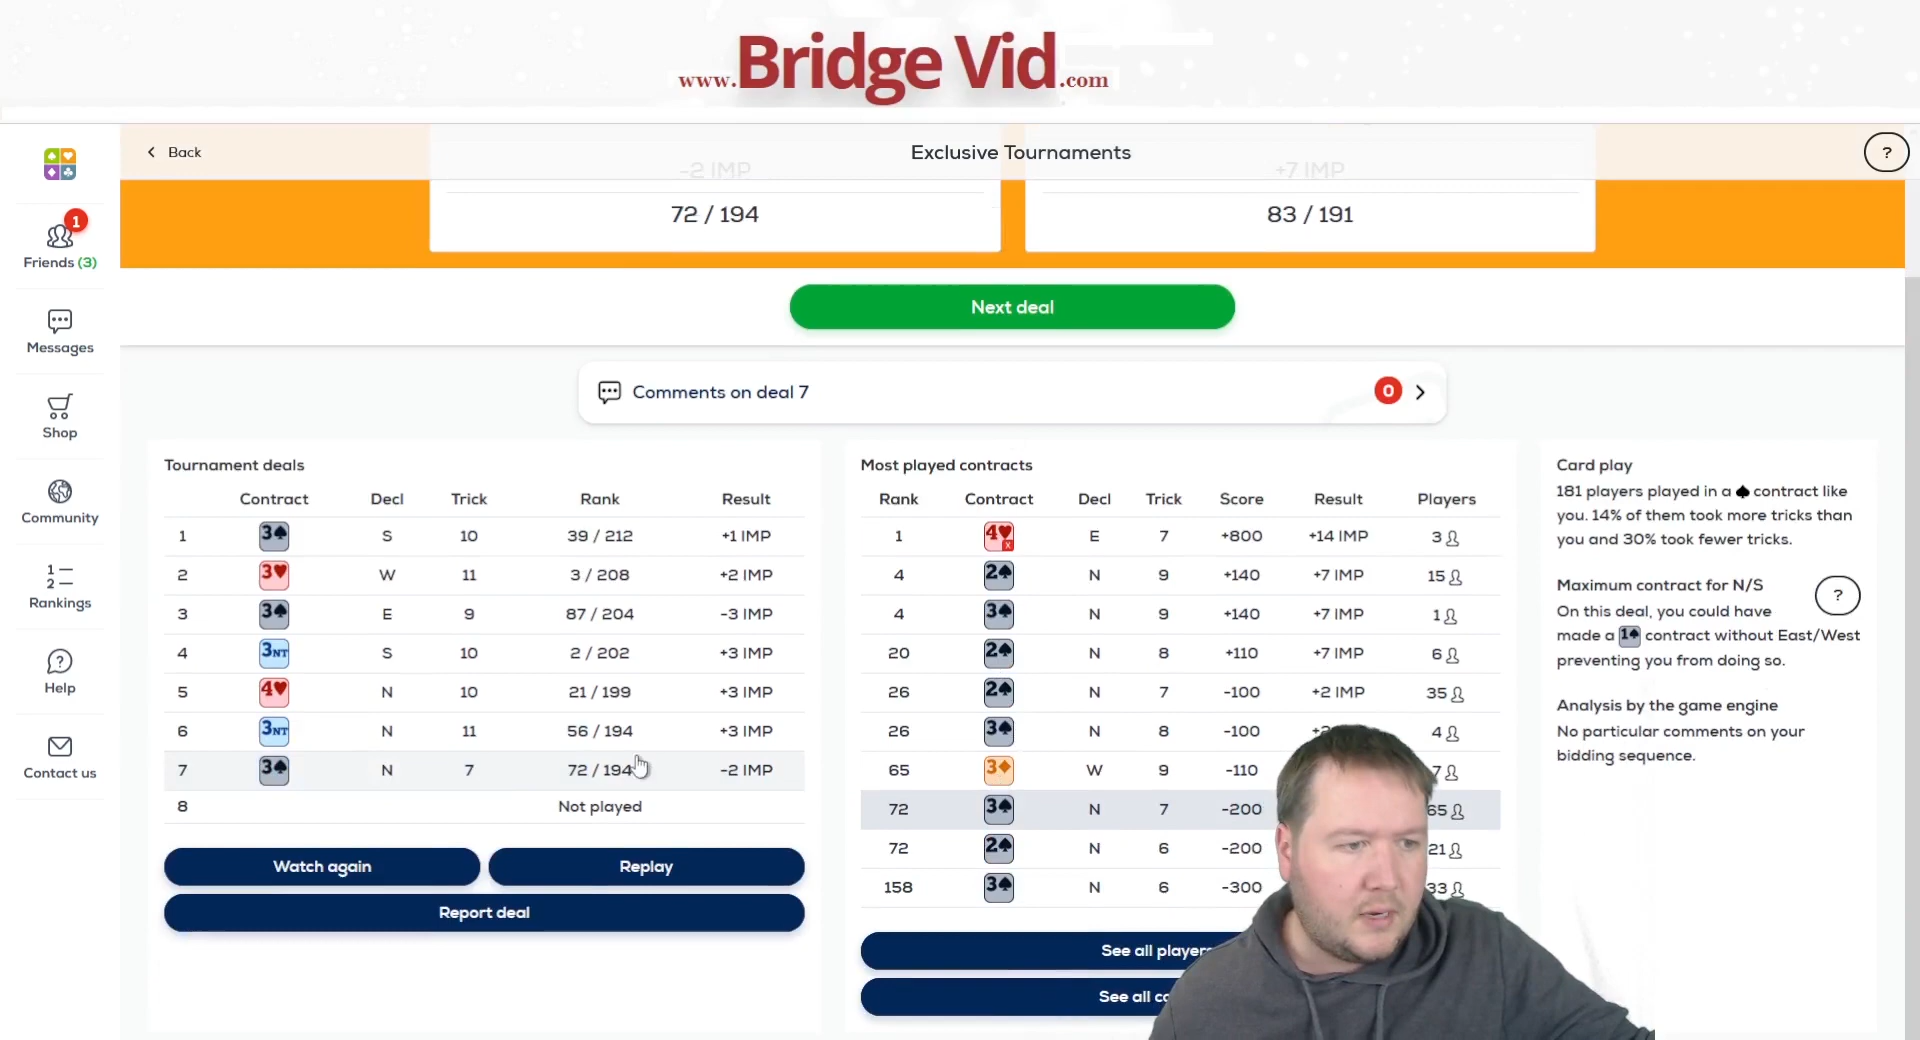 www.Bridge Vid.com
Back
Exclusive Tournaments
?
-2 IMP
+7 IMP
72 / 194
83 / 191
1
Friends (3)
Messages
Shop
Community
1
2
Rankings
Help
Contact us
Next deal
Comments on deal 7
0
Tournament deals
Contract Decl Trick Rank Result
1 3♠ S 10 39 / 212 +1 IMP
2 3♥ W 11 3 / 208 +2 IMP
3 3♠ E 9 87 / 204 -3 IMP
4 3NT S 10 2 / 202 +3 IMP
5 4♥ N 10 21 / 199 +3 IMP
6 3NT N 11 56 / 194 +3 IMP
7 3♠ N 7 72 / 194 -2 IMP
8 Not played
Watch again
Replay
Report deal
Most played contracts
Rank Contract Decl Trick Score Result Players
1 4♥x E 7 +800 +14 IMP 3
4 2♠ N 9 +140 +7 IMP 15
4 3♠ N 9 +140 +7 IMP 1
20 2♠ N 8 +110 +7 IMP 6
26 2♠ N 7 -100 +2 IMP 35
26 3♠ N 8 -100 4
65 3♦ W 9 -110 7
72 3♠ N 7 -200 65
72 2♠ N 6 -200 21
158 3♠ N 6 -300 33
See all players
See all
Card play
181 players played in a ♠ contract like
you. 14% of them took more tricks than
you and 30% took fewer tricks.
Maximum contract for N/S
?
On this deal, you could have
made a 1♠ contract without East/West
preventing you from doing so.
Analysis by the game engine
No particular comments on your
bidding sequence.